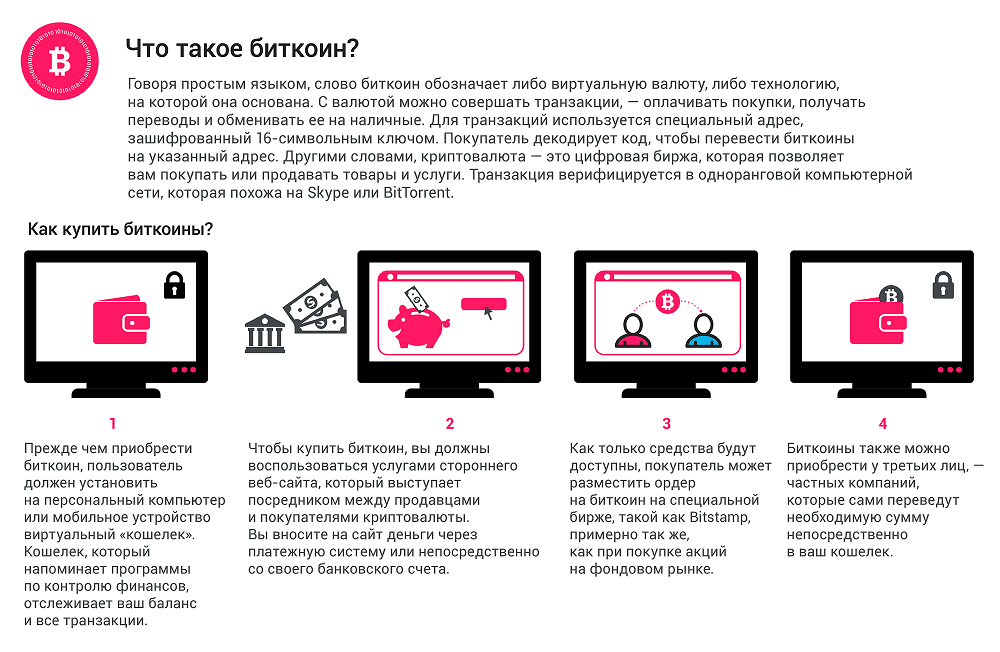 Что такое биткоин?
Говоря простым языком, слово биткоин обозначает либо виртуальную валюту, либо технологию,
на которой она основана. С валютой можно совершать транзакции, — оплачивать покупки, получать
переводы и обменивать ее на наличные. Для транзакций используется специальный адрес,
зашифрованный 16-символьным ключом. Покупатель декодирует код, чтобы перевести биткоины
на указанный адрес. Другими словами, криптовалюта — это цифровая биржа, которая позволяет
вам покупать или продавать товары и услуги. Транзакция верифицируется в одноранговой компьютерной
сети, которая похожа на Skype или BitTorrent.
Как купить биткоины?
1
Прежде чем приобрести
биткоин, пользователь
должен установить
на персональный компьютер
или мобильное устройство
виртуальный «кошелек».
Кошелек, который
напоминает программы
по контролю финансов,
отслеживает ваш баланс
и все транзакции.
2
Чтобы купить биткоин, вы должны
воспользоваться услугами стороннего
веб-сайта, который выступает
посредником между продавцами
и покупателями криптовалюты.
Вы вносите на сайт деньги через
платежную систему или непосредственно
со своего банковского счета.
3
Как только средства будут
доступны, покупатель может
разместить ордер
на биткоин на специальной
бирже, такой как Bitstamp,
примерно так же,
как при покупке акций
на фондовом рынке.
4
Биткоины также можно
приобрести у третьих лиц, —
частных компаний,
которые сами переведут
необходимую сумму
непосредственно
в ваш кошелек.